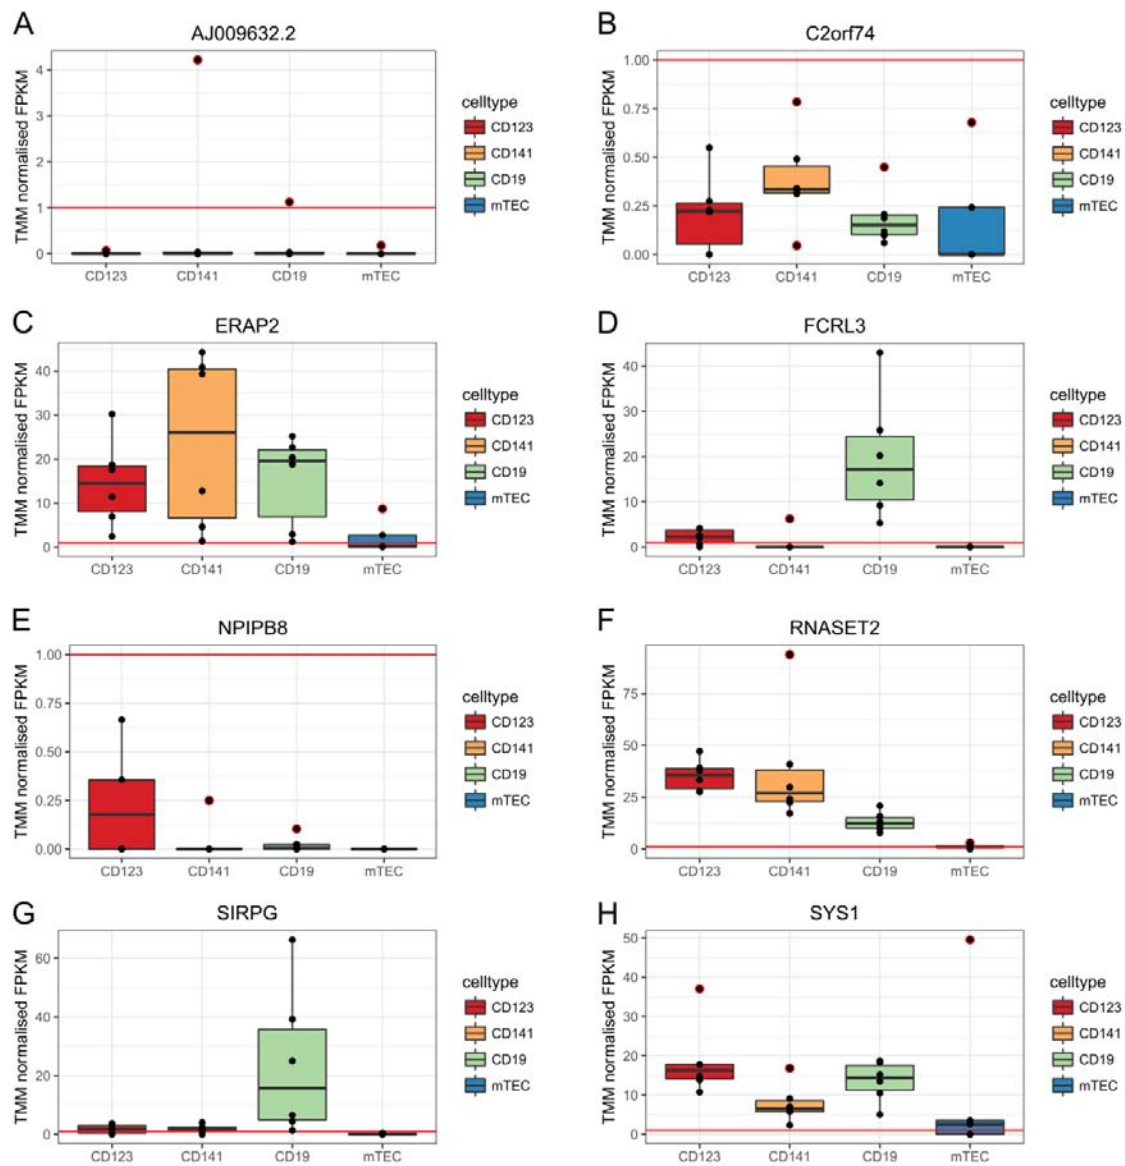 A
AJ009632.2
TMM normalised FPKM
4
3
2
1
0
CD123
CD141
CD19
mTEC
celltype
CD123
CD141
CD19
mTEC
B
C2orf74
TMM normalised FPKM
1.00
0.75
0.50
0.25
0.00
CD123
CD141
CD19
mTEC
celltype
CD123
CD141
CD19
mTEC
C
ERAP2
TMM normalised FPKM
40
30
20
10
0
CD123
CD141
CD19
mTEC
celltype
CD123
CD141
CD19
mTEC
D
FCRL3
TMM normalised FPKM
40
30
20
10
0
CD123
CD141
CD19
mTEC
celltype
CD123
CD141
CD19
mTEC
E
NPIPB8
TMM normalised FPKM
1.00
0.75
0.50
0.25
0.00
CD123
CD141
CD19
mTEC
celltype
CD123
CD141
CD19
mTEC
F
RNASET2
TMM normalised FPKM
75
50
25
0
CD123
CD141
CD19
mTEC
celltype
CD123
CD141
CD19
mTEC
G
SIRPG
TMM normalised FPKM
60
40
20
0
CD123
CD141
CD19
mTEC
celltype
CD123
CD141
CD19
mTEC
H
SYS1
TMM normalised FPKM
50
40
30
20
10
0
CD123
CD141
CD19
mTEC
celltype
CD123
CD141
CD19
mTEC